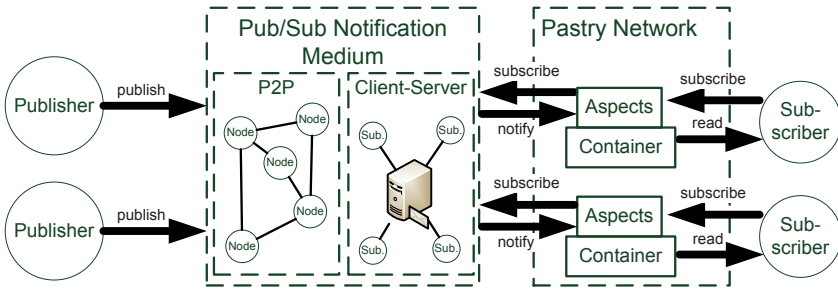 Pub/Sub Notification
Medium
Pastry Network
P2P
Client-Server
Publisher
publish
Node
Node
Node
Node
Node
Sub.
Sub.
Sub.
Sub.
subscribe
notify
Aspects
Container
subscribe
read
Sub-
scriber
Publisher
publish
subscribe
notify
Aspects
Container
subscribe
read
Sub-
scriber